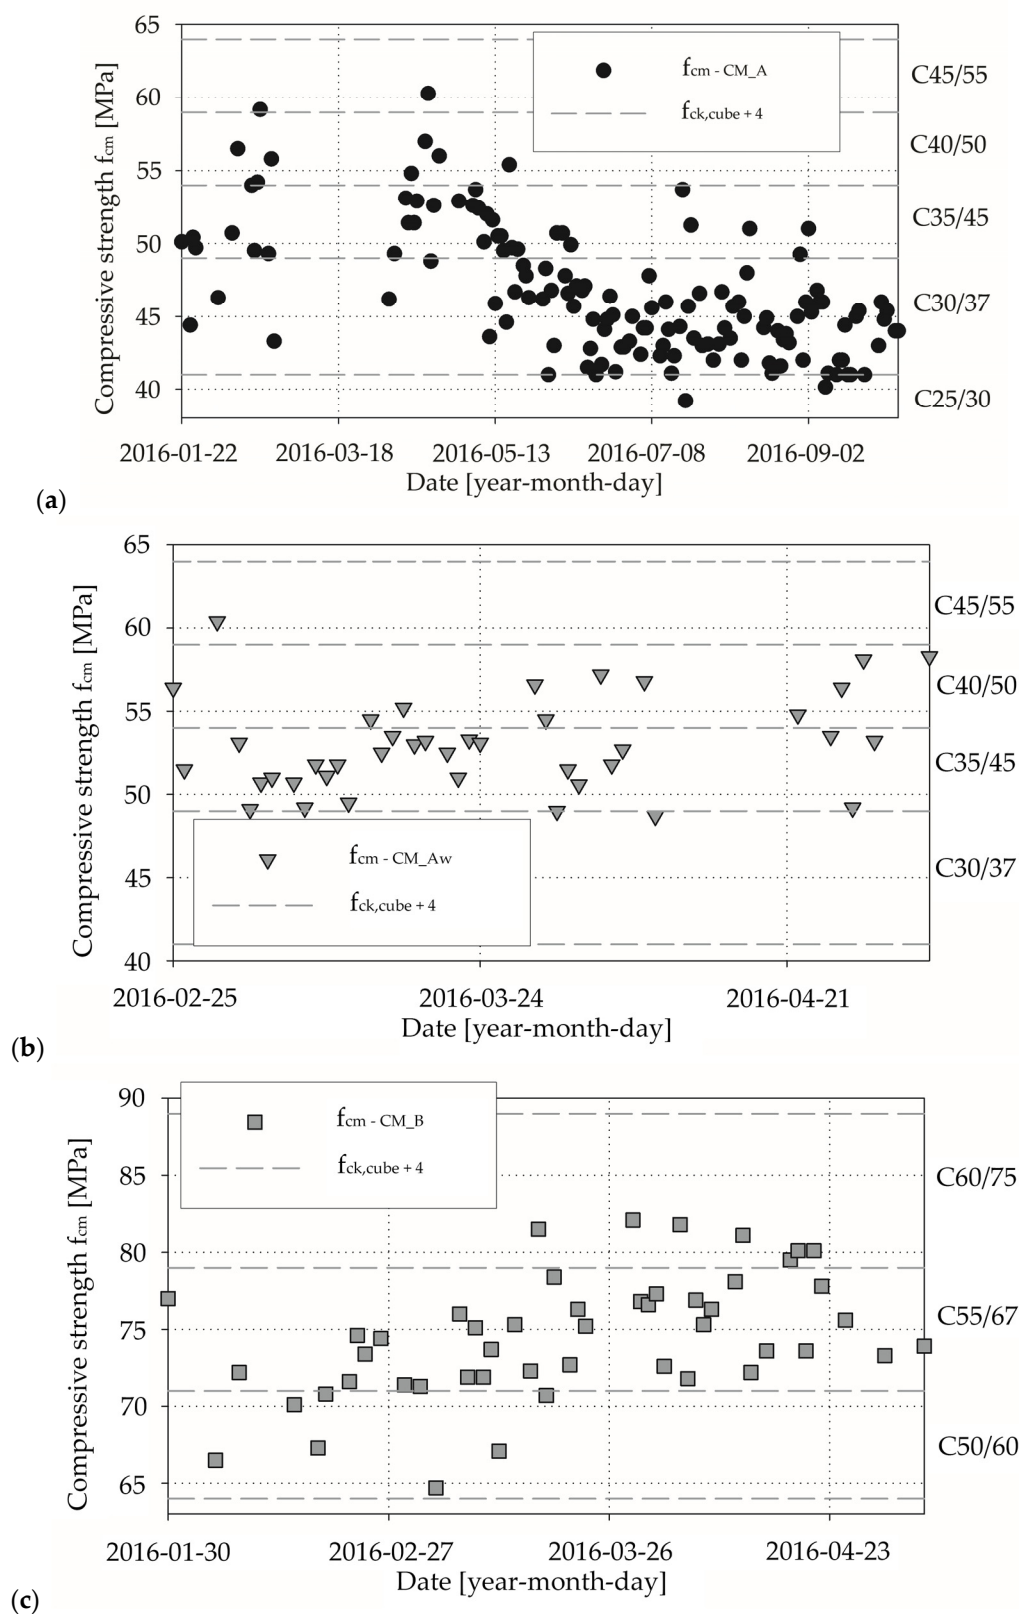 65
60
55
50
45
40
Compressive strength fcm [MPa]
fcm - CM_A
fck,cube + 4
C45/55
C40/50
C35/45
C30/37
C25/30
2016-01-22 2016-03-18 2016-05-13 2016-07-08 2016-09-02
Date [year-month-day]
(a)
65
60
55
50
45
40
Compressive strength fcm [MPa]
fcm - CM_Aw
fck,cube + 4
C45/55
C40/50
C35/45
C30/37
2016-02-25 2016-03-24 2016-04-21
Date [year-month-day]
(b)
90
85
80
75
70
65
Compressive strength fcm [MPa]
fcm - CM_B
fck,cube + 4
C60/75
C55/67
C50/60
2016-01-30 2016-02-27 2016-03-26 2016-04-23
Date [year-month-day]
(c)